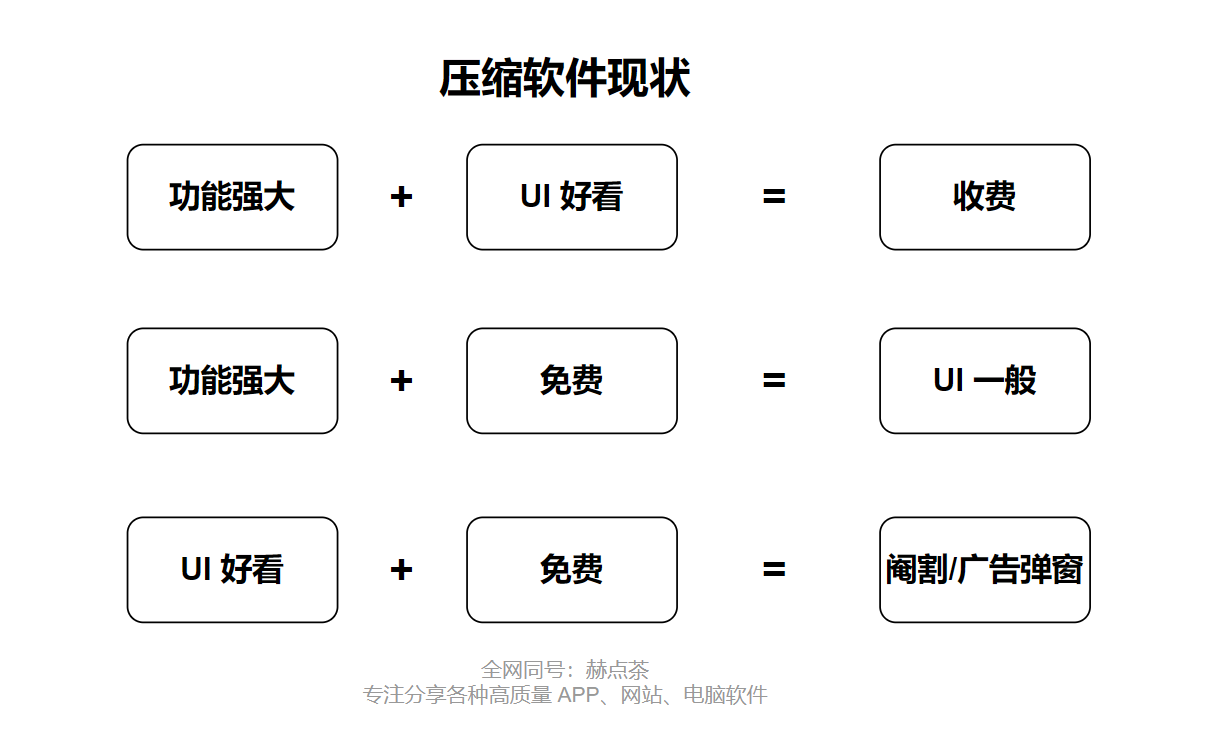 压缩软件现状
功能强大 + UI 好看 = 收费
功能强大 + 免费 = UI 一般
UI 好看 + 免费 = 阉割/广告弹窗
全网同号：赫点茶
专注分享各种高质量 APP、网站、电脑软件